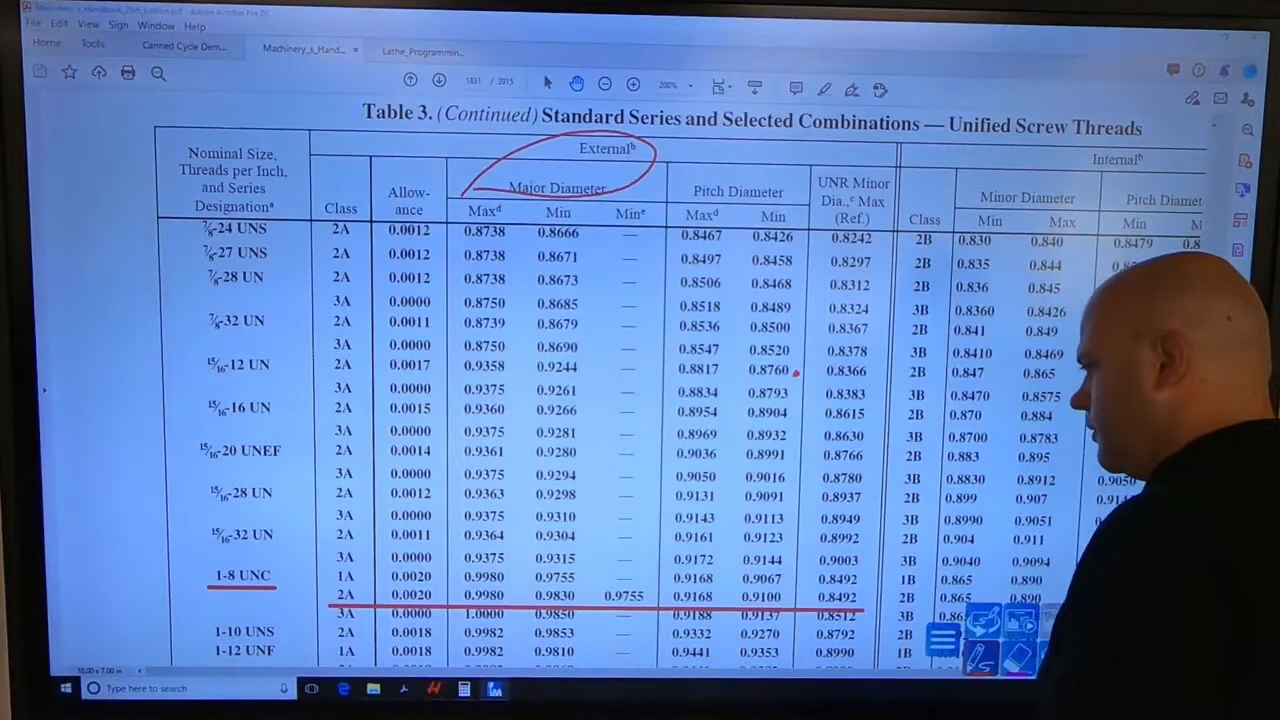 Machinery_s_Handbook_
File Edit View Sign Window Help
Home Tools Canned Cycle Dem... Machinery_s_Hand... × Lathe_Programmin...
1831 / 3915 200%
Table 3. (Continued) Standard Series and Selected Combinations — Unified Screw Threads
Nominal Size, Threads per Inch, and Series Designationᵃ
Externalᵇ Internalᵇ
Class Allow-ance Major Diameter Pitch Diameter UNR Minor Dia.,ᶜ Max (Ref.) Class Minor Diameter Pitch Diamet
Maxᵈ Min Minᵉ Maxᵈ Min Min Max Min M
⅞-24 UNS 2A 0.0012 0.8738 0.8666 — 0.8467 0.8426 0.8242 2B 0.830 0.840 0.8479 0.8
⅞-27 UNS 2A 0.0012 0.8738 0.8671 — 0.8497 0.8458 0.8297 2B 0.835 0.844
⅞-28 UN 2A 0.0012 0.8738 0.8673 — 0.8506 0.8468 0.8312 2B 0.836 0.845
3A 0.0000 0.8750 0.8685 — 0.8518 0.8489 0.8324 3B 0.8360 0.8426
⅞-32 UN 2A 0.0011 0.8739 0.8679 — 0.8536 0.8500 0.8367 2B 0.841 0.849
3A 0.0000 0.8750 0.8690 — 0.8547 0.8520 0.8378 3B 0.8410 0.8469
15/16-12 UN 2A 0.0017 0.9358 0.9244 — 0.8817 0.8760 0.8366 2B 0.847 0.865
3A 0.0000 0.9375 0.9261 — 0.8834 0.8793 0.8383 3B 0.8470 0.8575
15/16-16 UN 2A 0.0015 0.9360 0.9266 — 0.8954 0.8904 0.8615 2B 0.870 0.884
3A 0.0000 0.9375 0.9281 — 0.8969 0.8932 0.8630 3B 0.8700 0.8783
15/16-20 UNEF 2A 0.0014 0.9361 0.9280 — 0.9036 0.8991 0.8766 2B 0.883 0.895
3A 0.0000 0.9375 0.9294 — 0.9050 0.9016 0.8780 3B 0.8830 0.8912 0.9050
15/16-28 UN 2A 0.0012 0.9363 0.9298 — 0.9131 0.9091 0.8937 2B 0.899 0.907
3A 0.0000 0.9375 0.9310 — 0.9143 0.9113 0.8949 3B 0.8990 0.9051
15/16-32 UN 2A 0.0011 0.9364 0.9304 — 0.9161 0.9123 0.8992 2B 0.904 0.911
3A 0.0000 0.9375 0.9315 — 0.9172 0.9144 0.9003 3B 0.9040 0.9094
1-8 UNC 1A 0.0020 0.9980 0.9755 — 0.9168 0.9067 0.8492 1B 0.865 0.890
2A 0.0020 0.9980 0.9830 0.9755 0.9168 0.9100 0.8492 2B 0.865 0.890
3A 0.0000 1.0000 0.9850 — 0.9188 0.9137 0.8512 3B
1-10 UNS 2A 0.0018 0.9982 0.9853 — 0.9332 0.9270 0.8792 2B
1-12 UNF 1A 0.0018 0.9982 0.9810 — 0.9441 0.9353 0.8990 1B
10.00 x 7.00 in
Type here to search